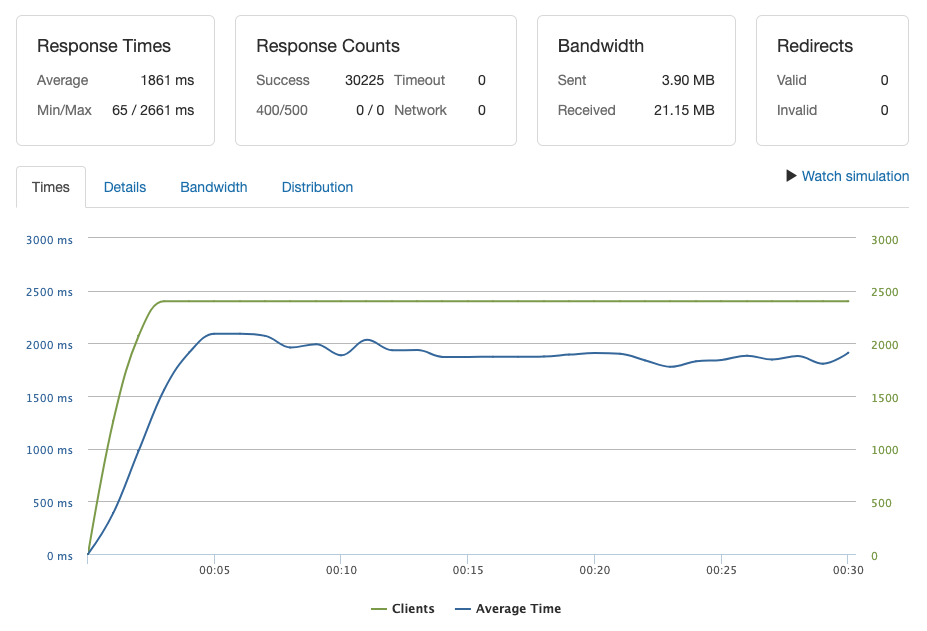 Response Times
Average 1861 ms
Min/Max 65 / 2661 ms
Response Counts
Success 30225 Timeout 0
400/500 0 / 0 Network 0
Bandwidth
Sent 3.90 MB
Received 21.15 MB
Redirects
Valid 0
Invalid 0
Times Details Bandwidth Distribution
Watch simulation
3000 ms 3000
2500 ms 2500
2000 ms 2000
1500 ms 1500
1000 ms 1000
500 ms 500
0 ms 0
00:05 00:10 00:15 00:20 00:25 00:30
Clients Average Time